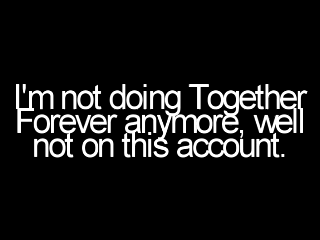 I'm not doing Together
Forever anymore, well
not on this account.